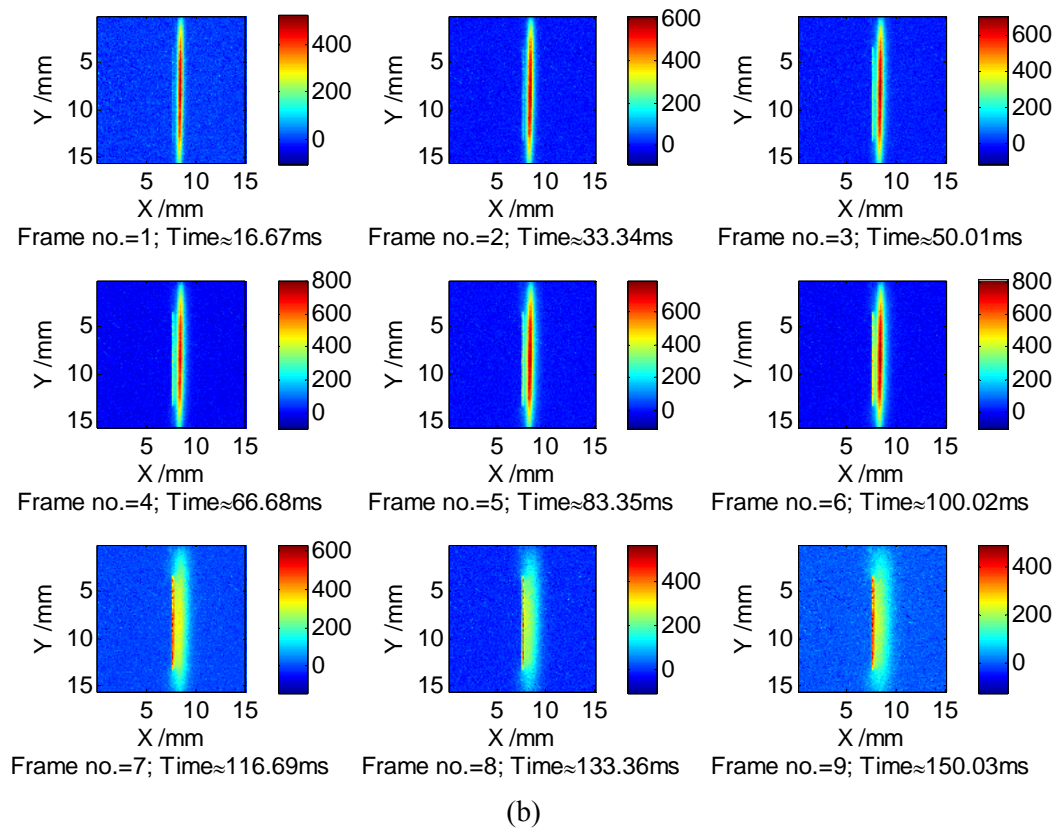 5 10 15 Y /mm 5 10 15 X /mm 400 200 0
Frame no.=1; Time≈16.67ms
5 10 15 Y /mm 5 10 15 X /mm 600 400 200 0
Frame no.=2; Time≈33.34ms
5 10 15 Y /mm 5 10 15 X /mm 600 400 200 0
Frame no.=3; Time≈50.01ms
5 10 15 Y /mm 5 10 15 X /mm 800 600 400 200 0
Frame no.=4; Time≈66.68ms
5 10 15 Y /mm 5 10 15 X /mm 600 400 200 0
Frame no.=5; Time≈83.35ms
5 10 15 Y /mm 5 10 15 X /mm 800 600 400 200 0
Frame no.=6; Time≈100.02ms
5 10 15 Y /mm 5 10 15 X /mm 600 400 200 0
Frame no.=7; Time≈116.69ms
5 10 15 Y /mm 5 10 15 X /mm 400 200 0
Frame no.=8; Time≈133.36ms
5 10 15 Y /mm 5 10 15 X /mm 400 200 0
Frame no.=9; Time≈150.03ms
(b)